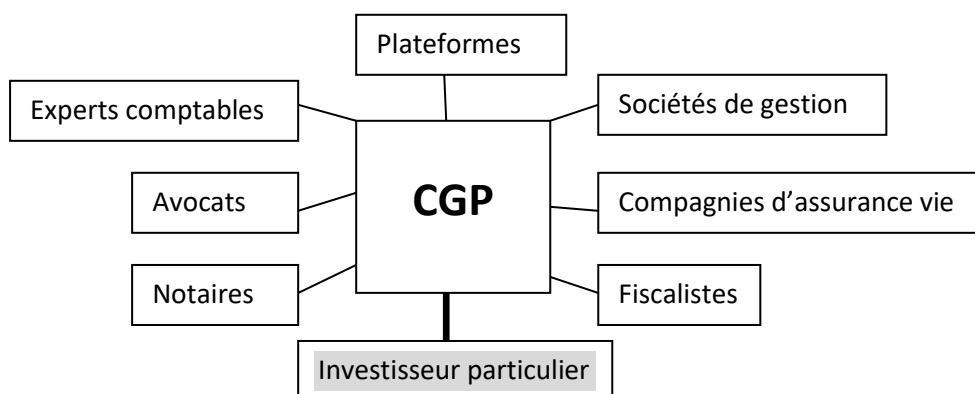 Plateformes
Experts comptables
Sociétés de gestion
CGP
Avocats
Compagnies d’assurance vie
Notaires
Fiscalistes
Investisseur particulier